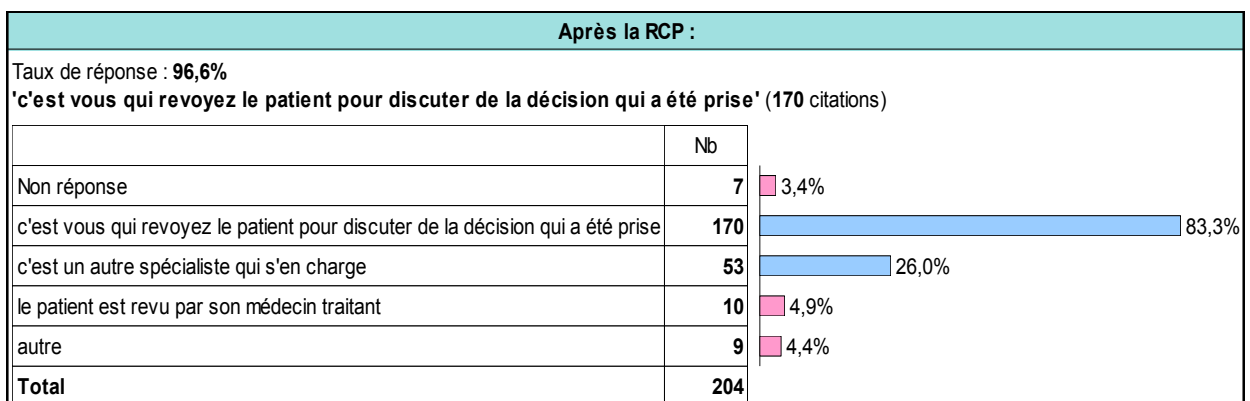 Après la RCP :
Taux de réponse : 96,6%
'c'est vous qui revoyez le patient pour discuter de la décision qui a été prise' (170 citations)
Nb
Non réponse 7 3,4%
c'est vous qui revoyez le patient pour discuter de la décision qui a été prise 170 83,3%
c'est un autre spécialiste qui s'en charge 53 26,0%
le patient est revu par son médecin traitant 10 4,9%
autre 9 4,4%
Total 204